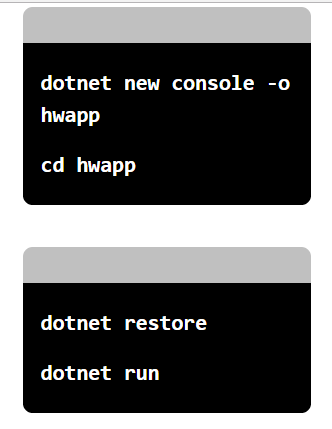 dotnet new console -o
hwapp
cd hwapp
dotnet restore
dotnet run